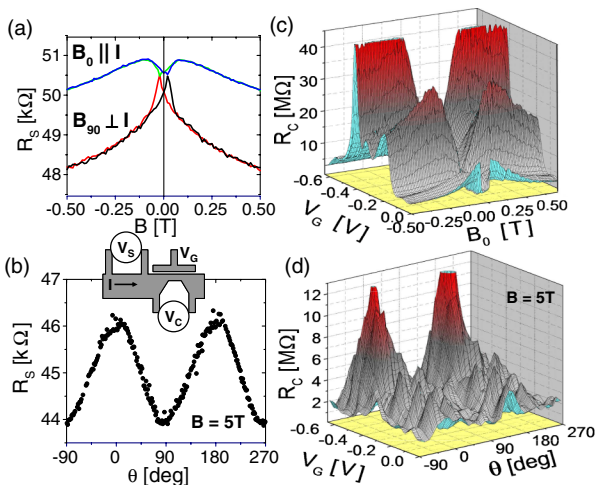 (a)
B₀ || I
B₉₀ ⊥ I
R_S [kΩ]
51
50
49
48
-0.50 -0.25 0.00 0.25 0.50
B [T]
(b)
V_S
V_G
I
V_C
R_S [kΩ]
47
46
45
44
B = 5T
-90 0 90 180 270
θ [deg]
(c)
R_C [MΩ]
40
30
20
10
-0.6
-0.4
-0.2
0.0
V_G [V]
-0.50
-0.25
0.00
0.25
0.50
B₀ [T]
(d)
B = 5T
R_C [MΩ]
12
10
8
6
4
2
-0.6
-0.4
-0.2
0.0
V_G [V]
-90
0
90
180
270
θ [deg]